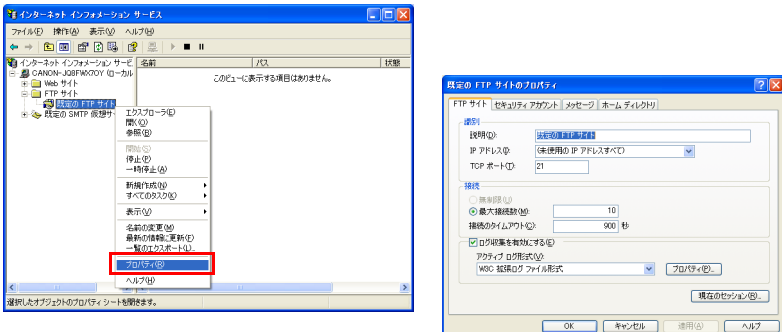 インターネット インフォメーション サービス
ファイル(F) 操作(A) 表示(V) ヘルプ(H)
インターネット インフォメーション サービ
CANON-JQ8FWX7OY (ローカル
Web サイト
FTP サイト
既定の FTP サイト
既定の SMTP 仮想サー
名前 パス 状態
このビューに表示する項目はありません。
エクスプローラ(E)
開く(O)
参照(B)
開始(S)
停止(P)
一時停止(A)
新規作成(N)
すべてのタスク(K)
表示(V)
名前の変更(M)
最新の情報に更新(F)
一覧のエクスポート(L)...
プロパティ(R)
ヘルプ(H)
選択したオブジェクトのプロパティ シートを開きます。
既定の FTP サイトのプロパティ
FTP サイト セキュリティ アカウント メッセージ ホーム ディレクトリ
識別
説明(D): 既定の FTP サイト
IP アドレス(I): (未使用の IP アドレスすべて)
TCP ポート(T): 21
接続
無制限(U)
最大接続数(M): 10
接続のタイムアウト(C): 900 秒
ログ収集を有効にする(E)
アクティブ ログ形式(V):
W3C 拡張ログ ファイル形式 プロパティ(P)...
現在のセッション(R)...
OK キャンセル 適用(A) ヘルプ